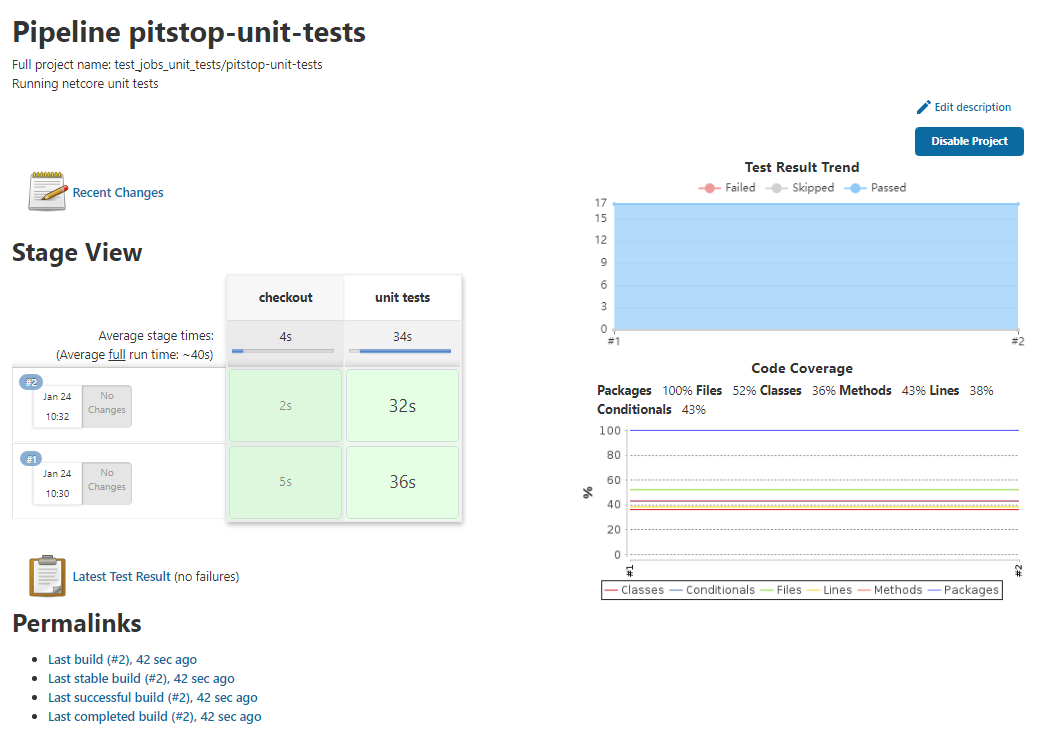 Pipeline pitstop-unit-tests
Full project name: test_jobs_unit_tests/pitstop-unit-tests
Running netcore unit tests
Edit description
Disable Project
Recent Changes
Stage View
checkout unit tests
Average stage times: 4s 34s
(Average full run time: ~40s)
#2
Jan 24 No
10:32 Changes
2s 32s
#1
Jan 24 No
10:30 Changes
5s 36s
Latest Test Result (no failures)
Permalinks
Last build (#2), 42 sec ago
Last stable build (#2), 42 sec ago
Last successful build (#2), 42 sec ago
Last completed build (#2), 42 sec ago
Test Result Trend
Failed Skipped Passed
17
15
12
9
6
3
0
#1 #2
Code Coverage
Packages 100% Files 52% Classes 36% Methods 43% Lines 38%
Conditionals 43%
100
80
60
40
20
0
%
#1 #2
Classes Conditionals Files Lines Methods Packages